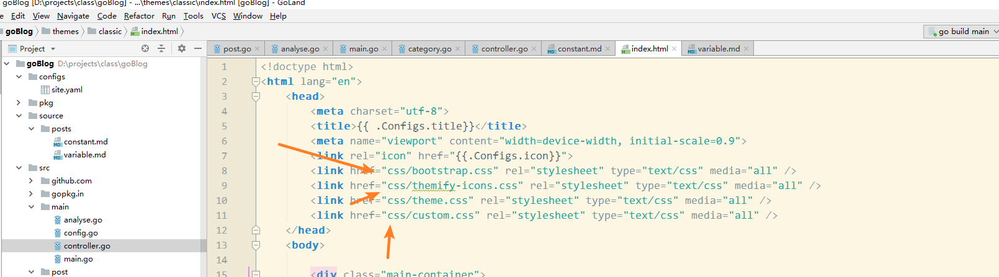 goBlog [D:\projects\class\goBlog] - ...\themes\classic\index.html [goBlog] - GoLand
Edit View Navigate Code Refactor Run Tools VCS Window Help
goBlog themes classic index.html
go build main
Project
post.go analyse.go main.go category.go controller.go constant.md index.html variable.md
goBlog D:\projects\class\goBlog
configs
site.yaml
pkg
source
posts
constant.md
variable.md
src
github.com
gopkg.in
main
analyse.go
config.go
controller.go
main.go
post
1 <!doctype html>
2 <html lang="en">
3 <head>
4 <meta charset="utf-8">
5 <title>{{ .Configs.title}}</title>
6 <meta name="viewport" content="width=device-width, initial-scale=0.9">
7 <link rel="icon" href="{{.Configs.icon}}">
8 <link href="css/bootstrap.css" rel="stylesheet" type="text/css" media="all" />
9 <link href="css/themify-icons.css" rel="stylesheet" type="text/css" media="all" />
10 <link href="css/theme.css" rel="stylesheet" type="text/css" media="all" />
11 <link href="css/custom.css" rel="stylesheet" type="text/css" media="all" />
12 </head>
13 <body>
14
15 <div class="main-container">